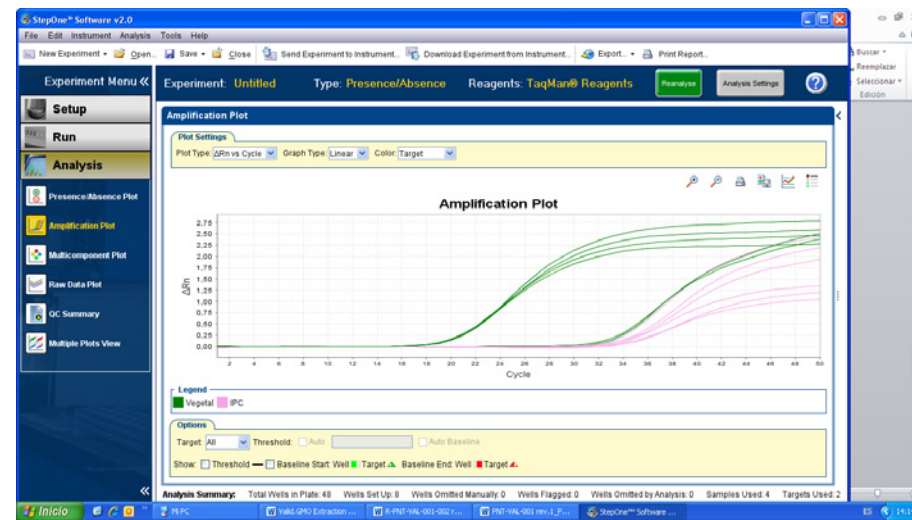 StepOne™ Software v2.0
File Edit Instrument Analysis Tools Help
New Experiment Open... Save Close Send Experiment to Instrument... Download Experiment from Instrument... Export... Print Report...
Buscar
Reemplazar
Seleccionar
Edición
Experiment Menu «
Experiment: Untitled Type: Presence/Absence Reagents: TaqMan® Reagents Reanalyse Analysis Settings ?
Setup
Run
Analysis
Presence/Absence Plot
Amplification Plot
Multicomponent Plot
Raw Data Plot
QC Summary
Multiple Plots View
Amplification Plot
Plot Settings
Plot Type: ΔRn vs Cycle Graph Type: Linear Color: Target
Amplification Plot
2.75
2.50
2.25
2.00
1.75
1.50
1.25
1.00
0.75
0.50
0.25
0.00
ΔRn
2 4 6 8 10 12 14 16 18 20 22 24 26 28 30 32 34 36 38 40 42 44 46 48 50
Cycle
Legend
Vegetal IPC
Options
Target: All Threshold: Auto Auto Baseline
Show: Threshold Baseline Start: Well Target Baseline End: Well Target
«
Analysis Summary: Total Wells in Plate: 48 Wells Set Up: 8 Wells Omitted Manually: 0 Wells Flagged: 0 Wells Omitted by Analysis: 0 Samples Used: 4 Targets Used: 2
Inicio MI PC Valid.GMO Extraction ... R-PNT-VAL-001-002 r... PNT-VAL-001 rev.1_P... StepOne™ Software ... ES